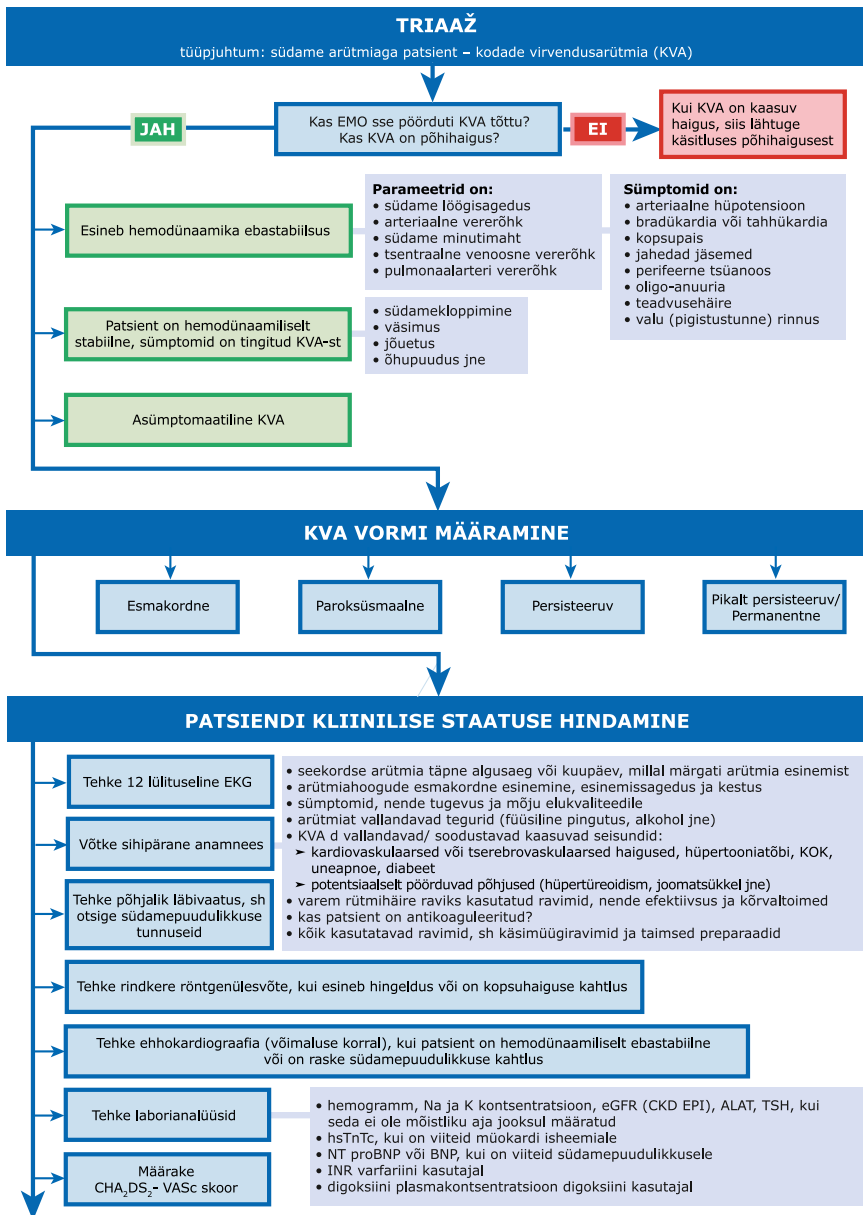 TRIAAŽ
tüüpjuhtum: südame arütmiaga patsient – kodade virvendusarütmia (KVA)
JAH
Kas EMO sse pöörduti KVA tõttu?
Kas KVA on põhihaigus?
EI
Kui KVA on kaasuv
haigus, siis lähtuge
käsitluses põhihaigusest
Esineb hemodünaamika ebastabiilsus
Parameetrid on:
• südame löögisagedus
• arteriaalne vererõhk
• südame minutimaht
• tsentraalne venoosne vererõhk
• pulmonaalarteri vererõhk
Sümptomid on:
• arteriaalne hüpotensioon
• bradükardia või tahhükardia
• kopsupais
• jahedad jäsemed
• perifeerne tsüanoos
• oligo-anuuria
• teadvusehäire
• valu (pigistustunne) rinnus
Patsient on hemodünaamiliselt
stabiilne, sümptomid on tingitud KVA-st
• südamekloppimine
• väsimus
• jõuetus
• õhupuudus jne
Asümptomaatiline KVA
KVA VORMI MÄÄRAMINE
Esmakordne
Paroksüsmaalne
Persisteeruv
Pikalt persisteeruv/
Permanentne
PATSIENDI KLIINILISE STAATUSE HINDAMINE
Tehke 12 lülituseline EKG
Võtke sihipärane anamnees
Tehke põhjalik läbivaatus, sh
otsige südamepuudulikkuse
tunnuseid
• seekordse arütmia täpne algusaeg või kuupäev, millal märgati arütmia esinemist
• arütmiahoogude esmakordne esinemine, esinemissagedus ja kestus
• sümptomid, nende tugevus ja mõju elukvaliteedile
• arütmiat vallandavad tegurid (füüsiline pingutus, alkohol jne)
• KVA d vallandavad/ soodustavad kaasuvad seisundid:
➤ kardiovaskulaarsed või tserebrovaskulaarsed haigused, hüpertooniatõbi, KOK,
uneapnoe, diabeet
➤ potentsiaalselt pöörduvad põhjused (hüpertüreoidism, joomatsükkel jne)
• varem rütmihäire raviks kasutatud ravimid, nende efektiivsus ja kõrvaltoimed
• kas patsient on antikoaguleeritud?
• kõik kasutatavad ravimid, sh käsimüügiravimid ja taimsed preparaadid
Tehke rindkere röntgenülesvõte, kui esineb hingeldus või on kopsuhaiguse kahtlus
Tehke ehhokardiograafia (võimaluse korral), kui patsient on hemodünaamiliselt ebastabiilne
või on raske südamepuudulikkuse kahtlus
Tehke laborianalüüsid
• hemogramm, Na ja K kontsentratsioon, eGFR (CKD EPI), ALAT, TSH, kui
seda ei ole mõistliku aja jooksul määratud
• hsTnTc, kui on viiteid müokardi isheemiale
• NT proBNP või BNP, kui on viiteid südamepuudulikkusele
• INR varfariini kasutajal
• digoksiini plasmakontsentratsioon digoksiini kasutajal
Määrake
CHA₂DS₂- VASc skoor